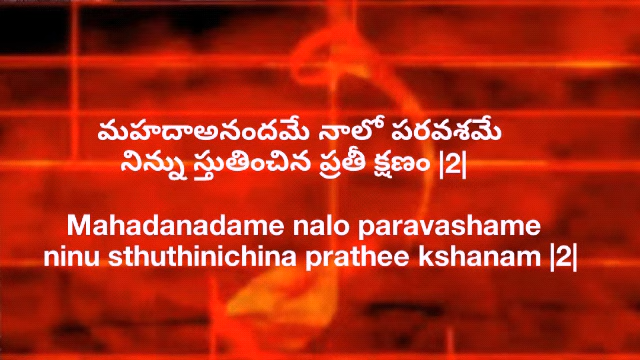 మహదాఅనందమే నాలో పరవశమే
నిన్ను స్తుతించిన ప్రతీ క్షణం |2|
Mahadanadame nalo paravashame
ninu sthuthinichina prathee kshanam |2|